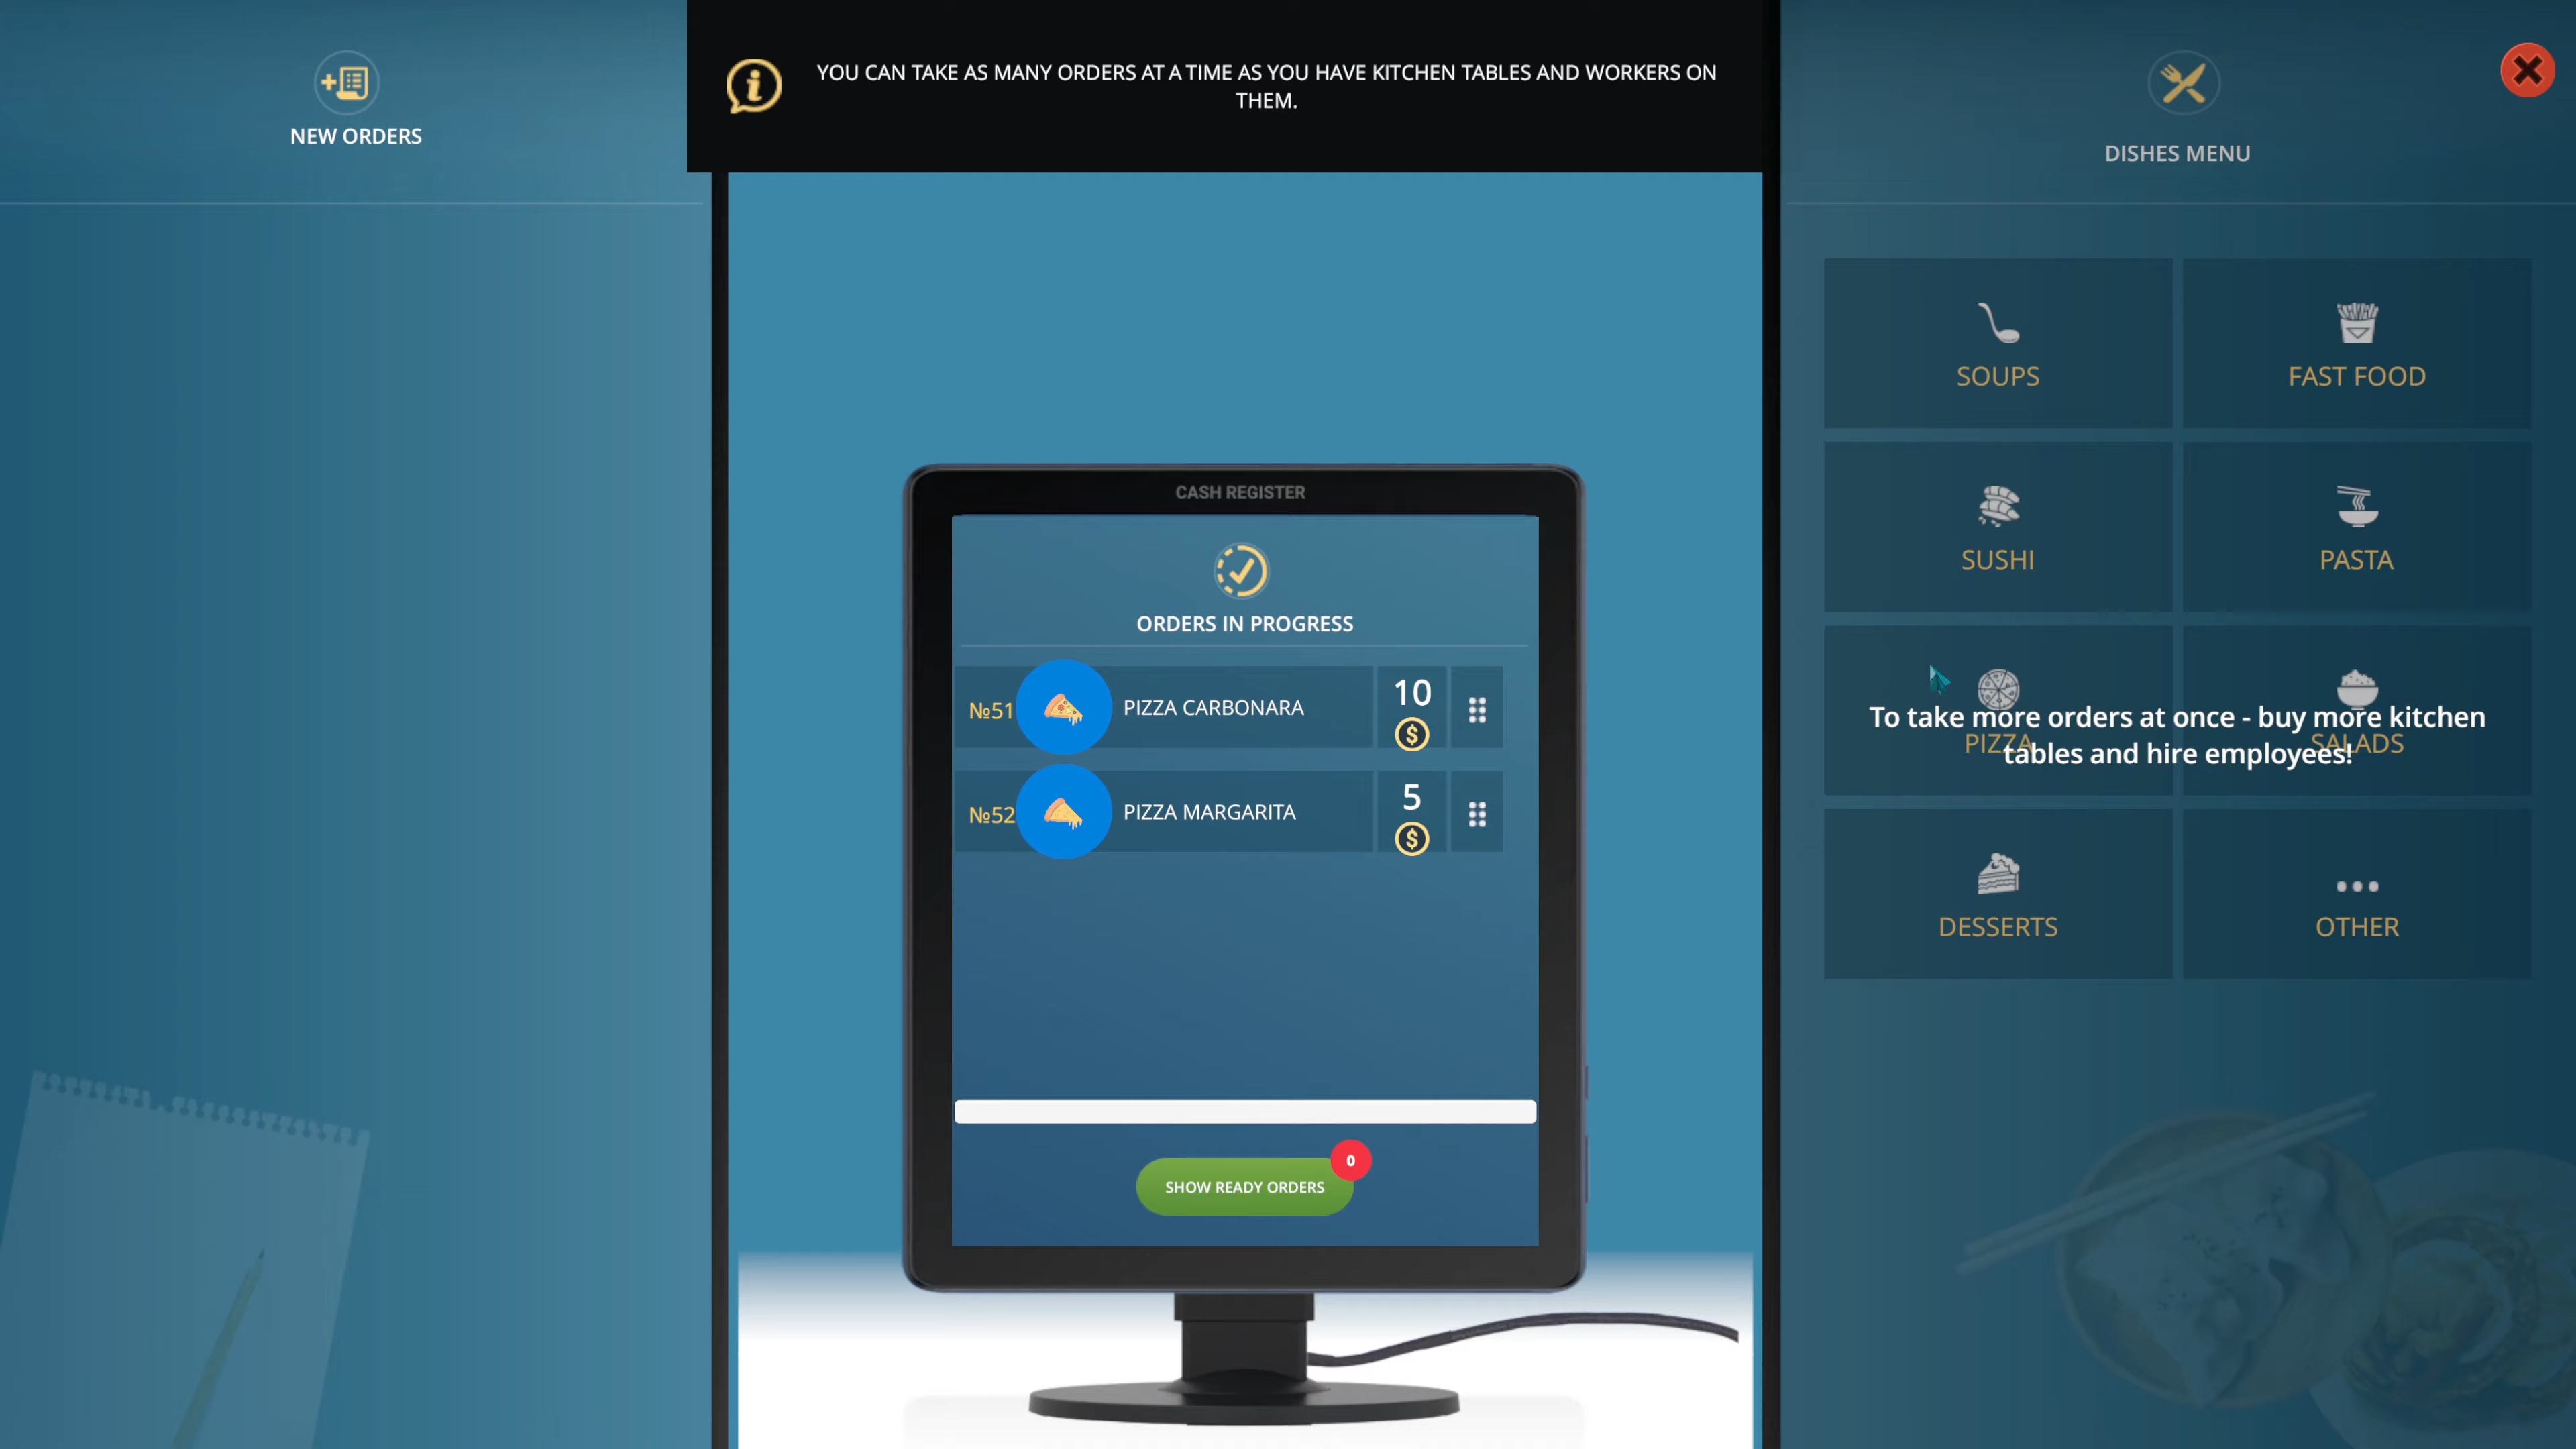 NEW ORDERS
YOU CAN TAKE AS MANY ORDERS AT A TIME AS YOU HAVE KITCHEN TABLES AND WORKERS ON
THEM.
DISHES MENU
CASH REGISTER
ORDERS IN PROGRESS
№51 PIZZA CARBONARA 10
№52 PIZZA MARGARITA 5
0
SHOW READY ORDERS
SOUPS FAST FOOD
SUSHI PASTA
To take more orders at once - buy more kitchen
tables and hire employees!
PIZZA SALADS
DESSERTS OTHER